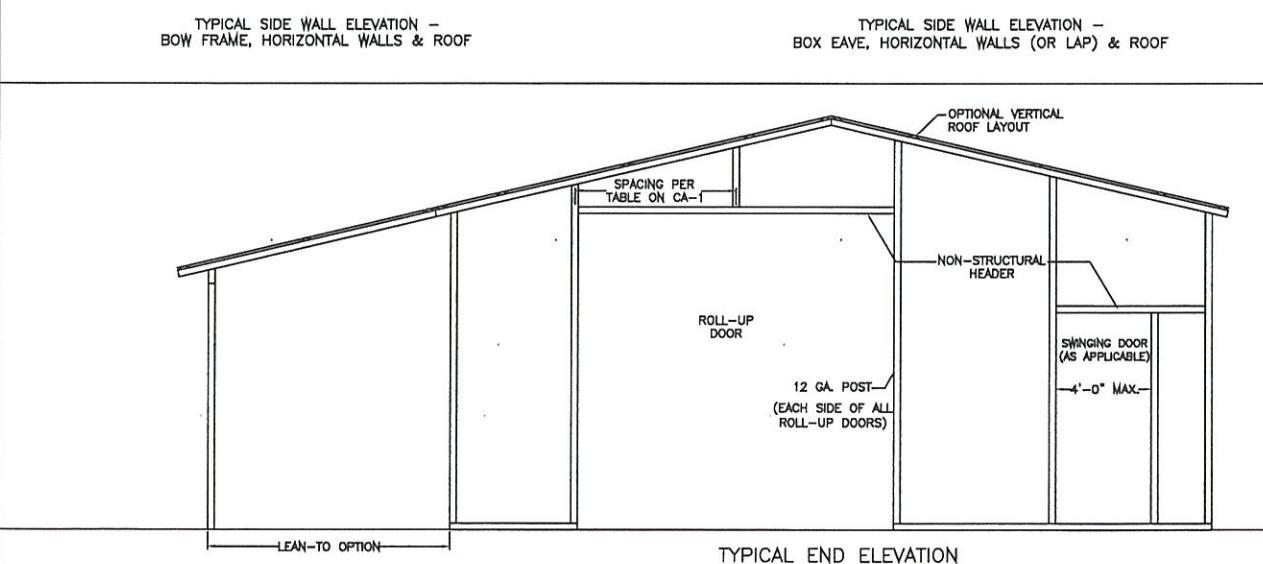 TYPICAL SIDE WALL ELEVATION –
BOW FRAME, HORIZONTAL WALLS & ROOF
TYPICAL SIDE WALL ELEVATION –
BOX EAVE, HORIZONTAL WALLS (OR LAP) & ROOF
OPTIONAL VERTICAL
ROOF LAYOUT
SPACING PER
TABLE ON CA-1
NON-STRUCTURAL
HEADER
ROLL-UP
DOOR
SWINGING DOOR
(AS APPLICABLE)
4'-0" MAX.
12 GA. POST
(EACH SIDE OF ALL
ROLL-UP DOORS)
LEAN-TO OPTION
TYPICAL END ELEVATION